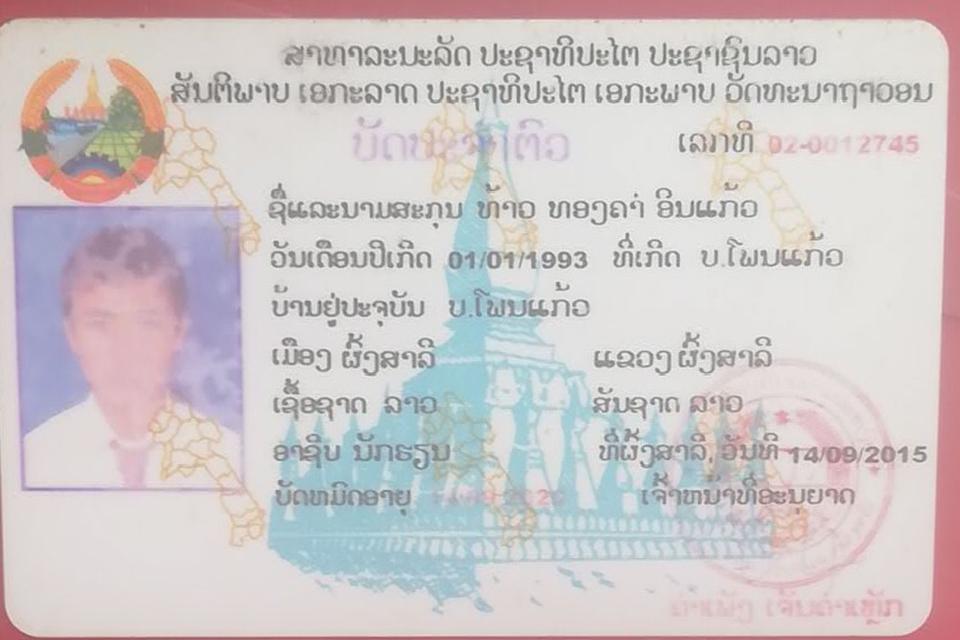 ສາທາລະນະລັດ ປະຊາທິປະໄຕ ປະຊາຊົນລາວ
ສັນຕິພາບ ເອກະລາດ ປະຊາທິປະໄຕ ເອກະພາບ ວັດທະນາຖາວອນ
ບັດປະຈຳຕົວ
ເລກທີ 02-0012745
ຊື່ແລະນາມສະກຸນ ທ້າວ ທອງຄຳ ອິນແກ້ວ
ວັນເດືອນປີເກີດ 01/01/1993 ທີ່ເກີດ ບ.ໂພນແກ້ວ
ບ້ານຢູ່ປະຈຸບັນ ບ.ໂພນແກ້ວ
ເມືອງ ຜົ້ງສາລີ ແຂວງ ຜົ້ງສາລີ
ເຊື້ອຊາດ ລາວ ສັນຊາດ ລາວ
ອາຊີບ ນັກຮຽນ ທີ່ຜົ້ງສາລີ, ວັນທີ 14/09/2015
ບັດຫມົດອາຍຸ ເຈົ້າຫນ້າທີ່ອະນຸຍາດ